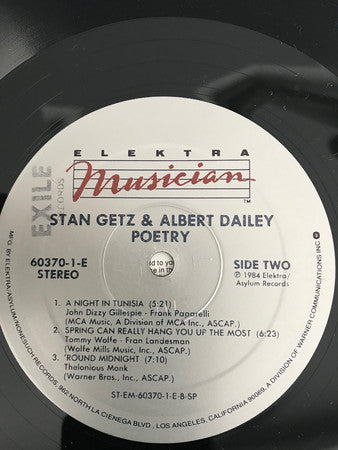 ELEKTRA
Musician
TM
EXILE
RECORDS
STAN GETZ & ALBERT DAILEY
POETRY
60370-1-E
STEREO
SIDE TWO
℗ 1984 Elektra/
Asylum Records
1. A NIGHT IN TUNISIA (5:21)
John Dizzy Gillespie - Frank Paparelli
(MCA Music, A Division of MCA Inc., ASCAP.)
2. SPRING CAN REALLY HANG YOU UP THE MOST (6:23)
Tommy Wolfe - Fran Landesman
(Wolfe Mills Music, Inc., ASCAP.)
3. 'ROUND MIDNIGHT (7:10)
Thelonious Monk
(Warner Bros., Inc., ASCAP.)
ST-EM-60370-1-E-B-SP
MFG. BY ELEKTRA/ASYLUM/NONESUCH RECORDS, 962 NORTH LA CIENEGA BLVD., LOS ANGELES, CALIFORNIA 90069, A DIVISION OF WARNER COMMUNICATIONS INC.